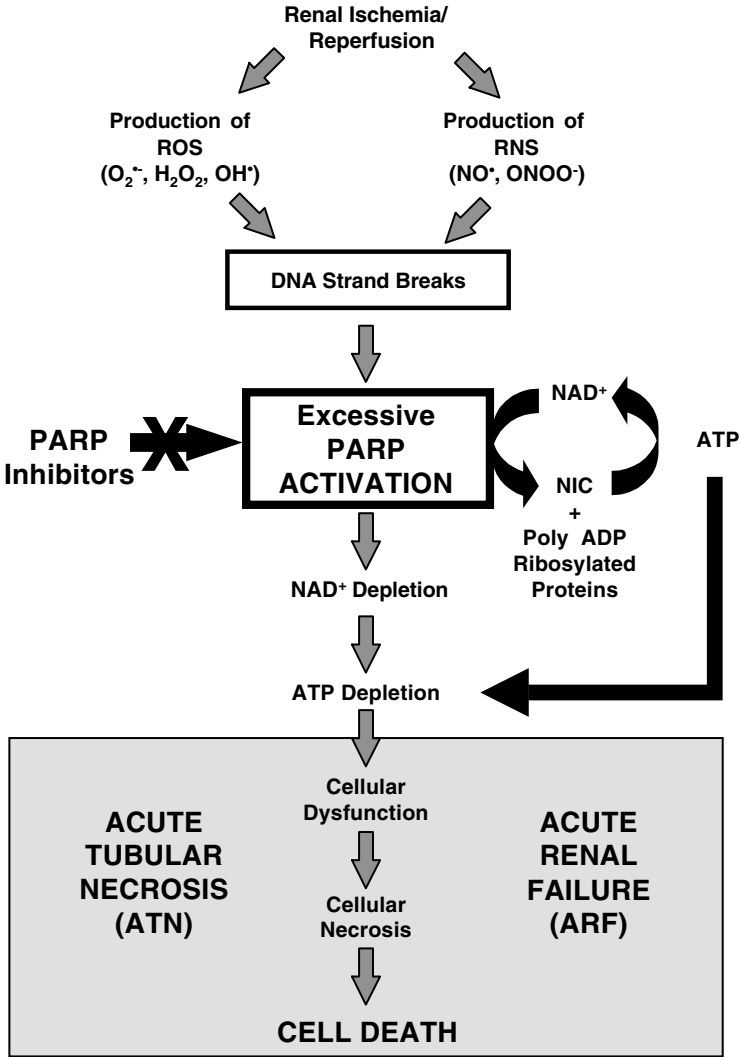 Renal Ischemia/
Reperfusion
Production of
ROS
(O₂•-, H₂O₂, OH•)
Production of
RNS
(NO•, ONOO-)
DNA Strand Breaks
PARP
Inhibitors
X
Excessive
PARP
ACTIVATION
NAD+
ATP
NIC
+
Poly ADP
Ribosylated
Proteins
NAD+ Depletion
ATP Depletion
ACUTE
TUBULAR
NECROSIS
(ATN)
Cellular
Dysfunction
Cellular
Necrosis
ACUTE
RENAL
FAILURE
(ARF)
CELL DEATH